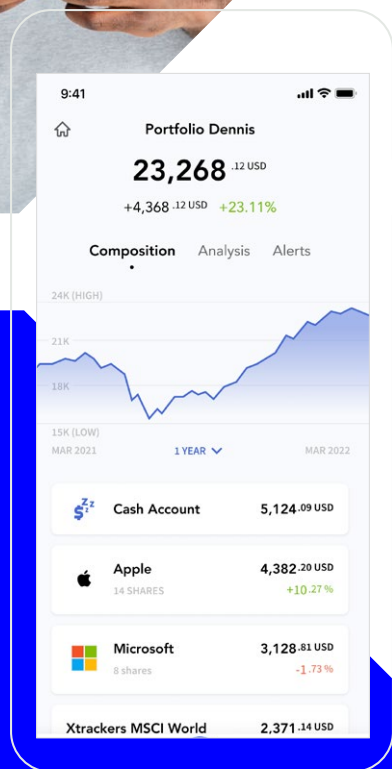 9:41
Portfolio Dennis
23,268 .12 USD
+4,368 .12 USD +23.11%
Composition Analysis Alerts
24K (HIGH)
21K
18K
15K (LOW)
MAR 2021 1 YEAR MAR 2022
$zzz Cash Account 5,124 .09 USD
Apple 4,382 .20 USD
14 SHARES +10 .27 %
Microsoft 3,128 .81 USD
8 shares -1 .73 %
Xtrackers MSCI World 2,371 .14 USD